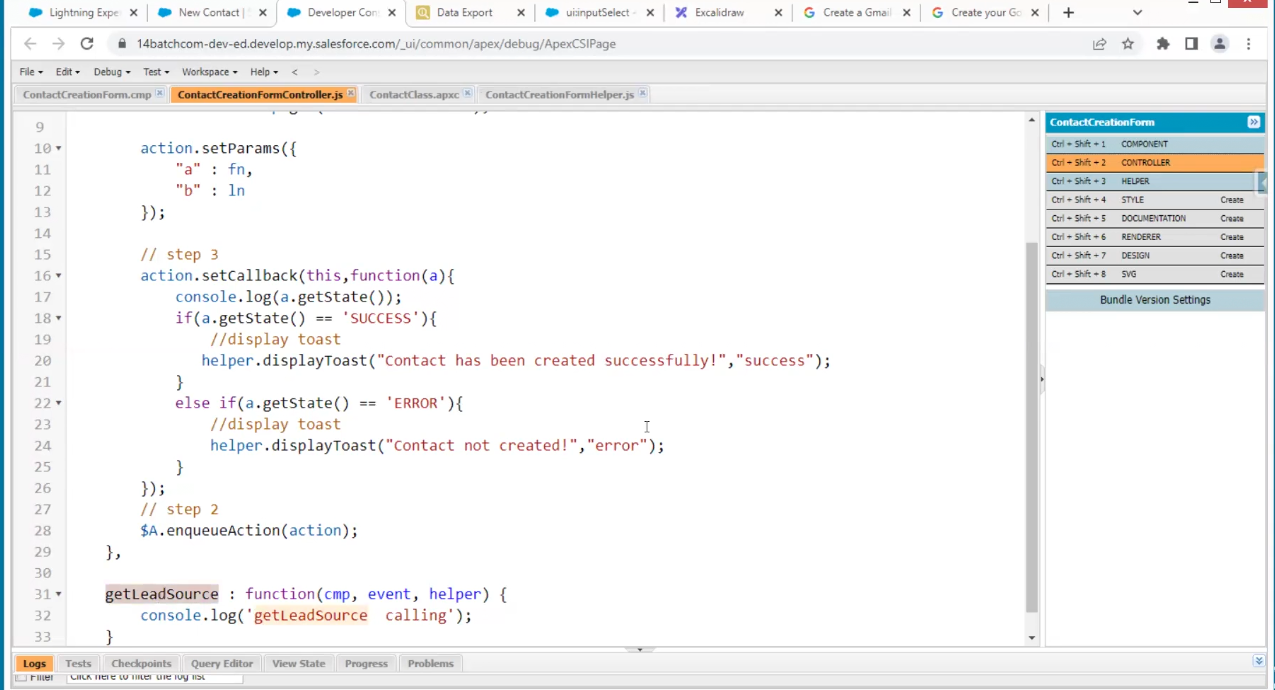 Lightning Expe
New Contact |
Developer Con
Data Export
ui:inputSelect -
Excalidraw
Create a Gmail
Create your Go
14batchcom-dev-ed.develop.my.salesforce.com/_ui/common/apex/debug/ApexCSIPage
File Edit Debug Test Workspace Help < >
ContactCreationForm.cmp ContactCreationFormController.js ContactClass.apxc ContactCreationFormHelper.js
9
10 action.setParams({
11 "a" : fn,
12 "b" : ln
13 });
14
15 // step 3
16 action.setCallback(this,function(a){
17 console.log(a.getState());
18 if(a.getState() == 'SUCCESS'){
19 //display toast
20 helper.displayToast("Contact has been created successfully!","success");
21 }
22 else if(a.getState() == 'ERROR'){
23 //display toast
24 helper.displayToast("Contact not created!","error");
25 }
26 });
27 // step 2
28 $A.enqueueAction(action);
29 },
30
31 getLeadSource : function(cmp, event, helper) {
32 console.log('getLeadSource  calling');
33 }
ContactCreationForm
Ctrl + Shift + 1 COMPONENT
Ctrl + Shift + 2 CONTROLLER
Ctrl + Shift + 3 HELPER
Ctrl + Shift + 4 STYLE Create
Ctrl + Shift + 5 DOCUMENTATION Create
Ctrl + Shift + 6 RENDERER Create
Ctrl + Shift + 7 DESIGN Create
Ctrl + Shift + 8 SVG Create
Bundle Version Settings
Logs Tests Checkpoints Query Editor View State Progress Problems
Filter Click here to filter the log list